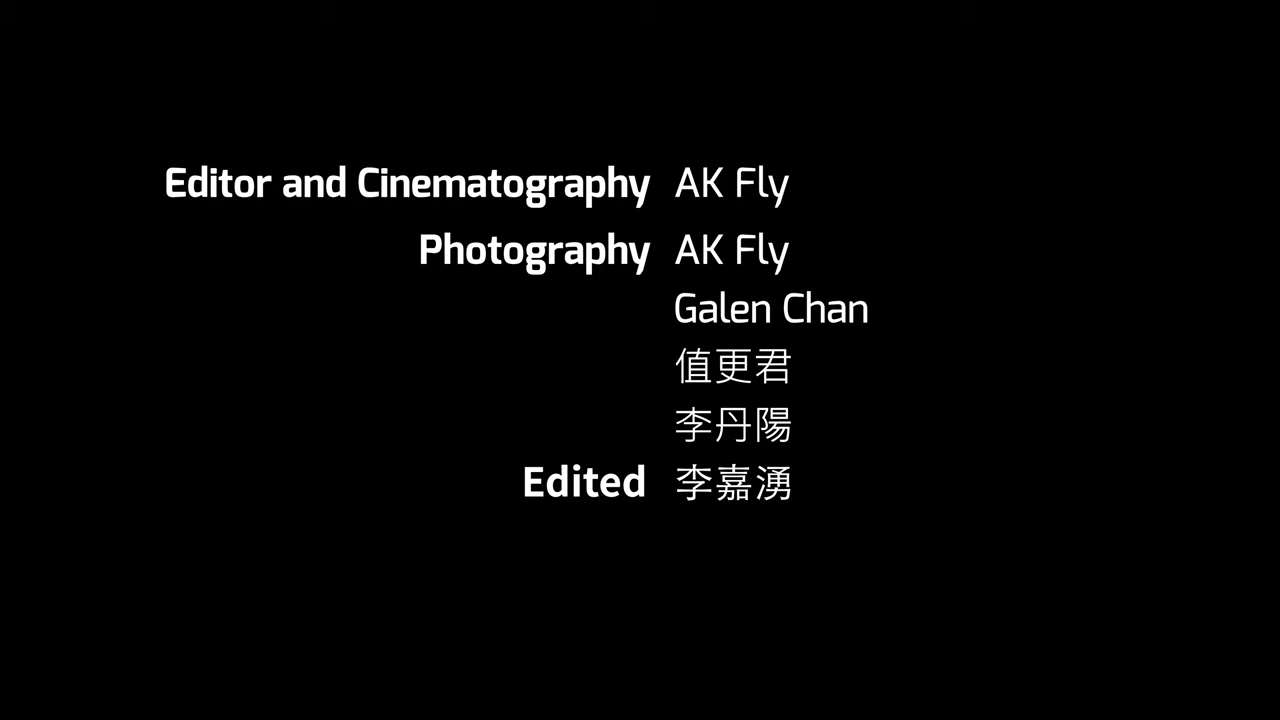 Editor and Cinematography AK Fly
Photography AK Fly
Galen Chan
值更君
李丹陽
Edited 李嘉湧